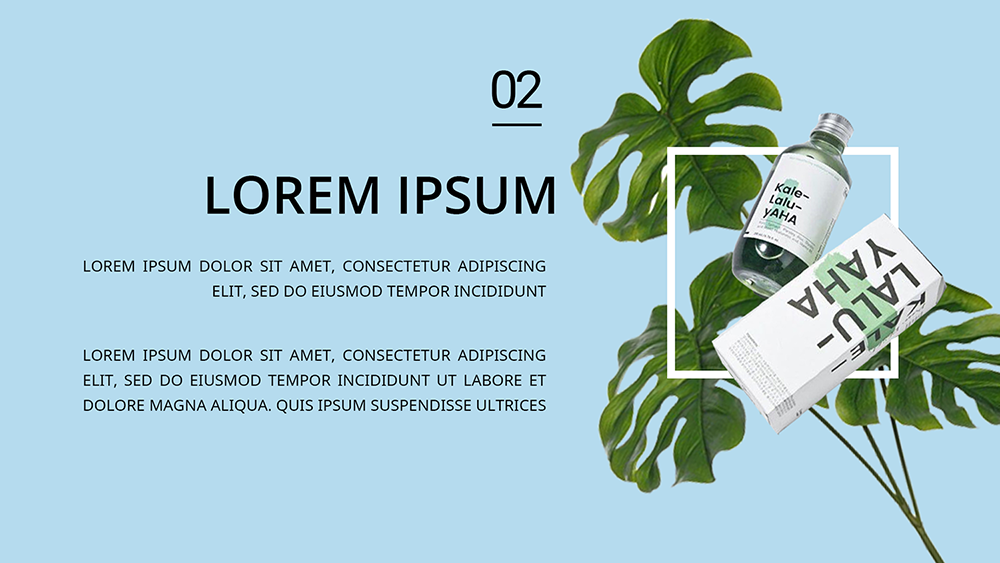 02
LOREM IPSUM
LOREM IPSUM DOLOR SIT AMET, CONSECTETUR ADIPISCING
ELIT, SED DO EIUSMOD TEMPOR INCIDIDUNT
LOREM IPSUM DOLOR SIT AMET, CONSECTETUR ADIPISCING
ELIT, SED DO EIUSMOD TEMPOR INCIDIDUNT UT LABORE ET
DOLORE MAGNA ALIQUA. QUIS IPSUM SUSPENDISSE ULTRICES
Kale–
Lalu–
yAHA
KALE–
LALU–
YAHA